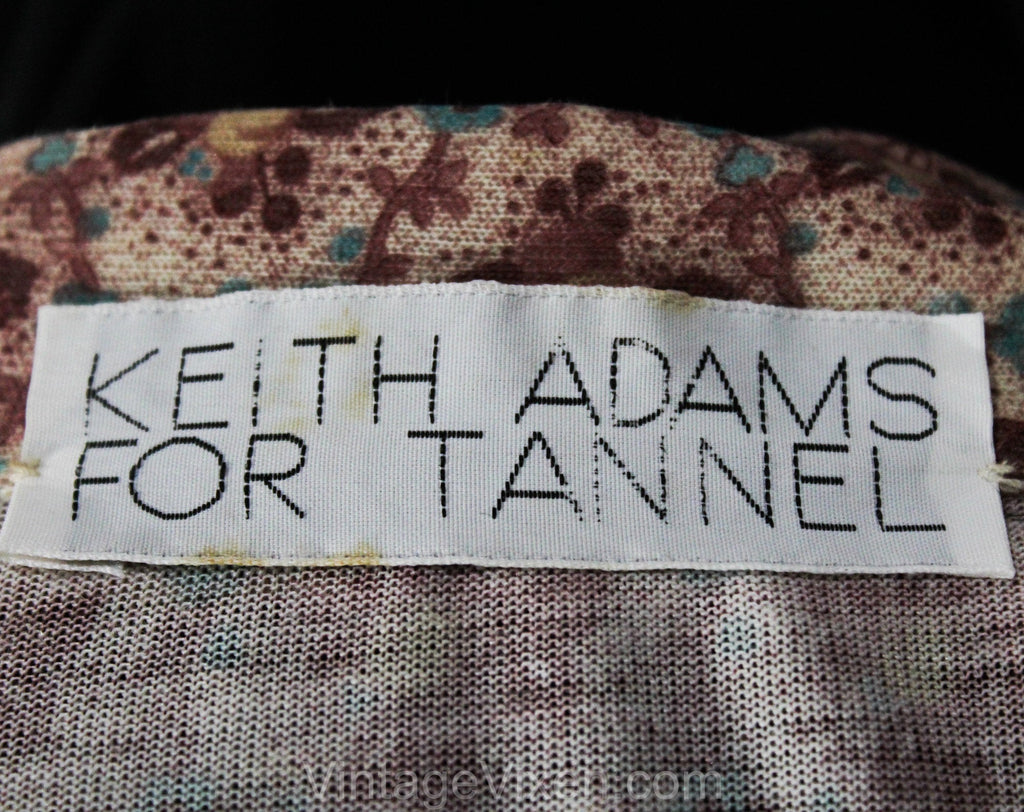 KEITH ADAMS
FOR TANNEL
VintageVixen.com